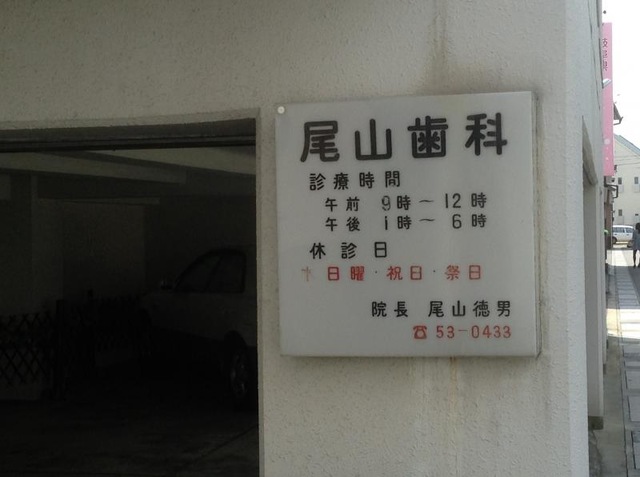 尾山歯科
診療時間
午前 9時～12時
午後 1時～6時
休診日
日曜・祝日・祭日
院長 尾山徳男
☎53-0433